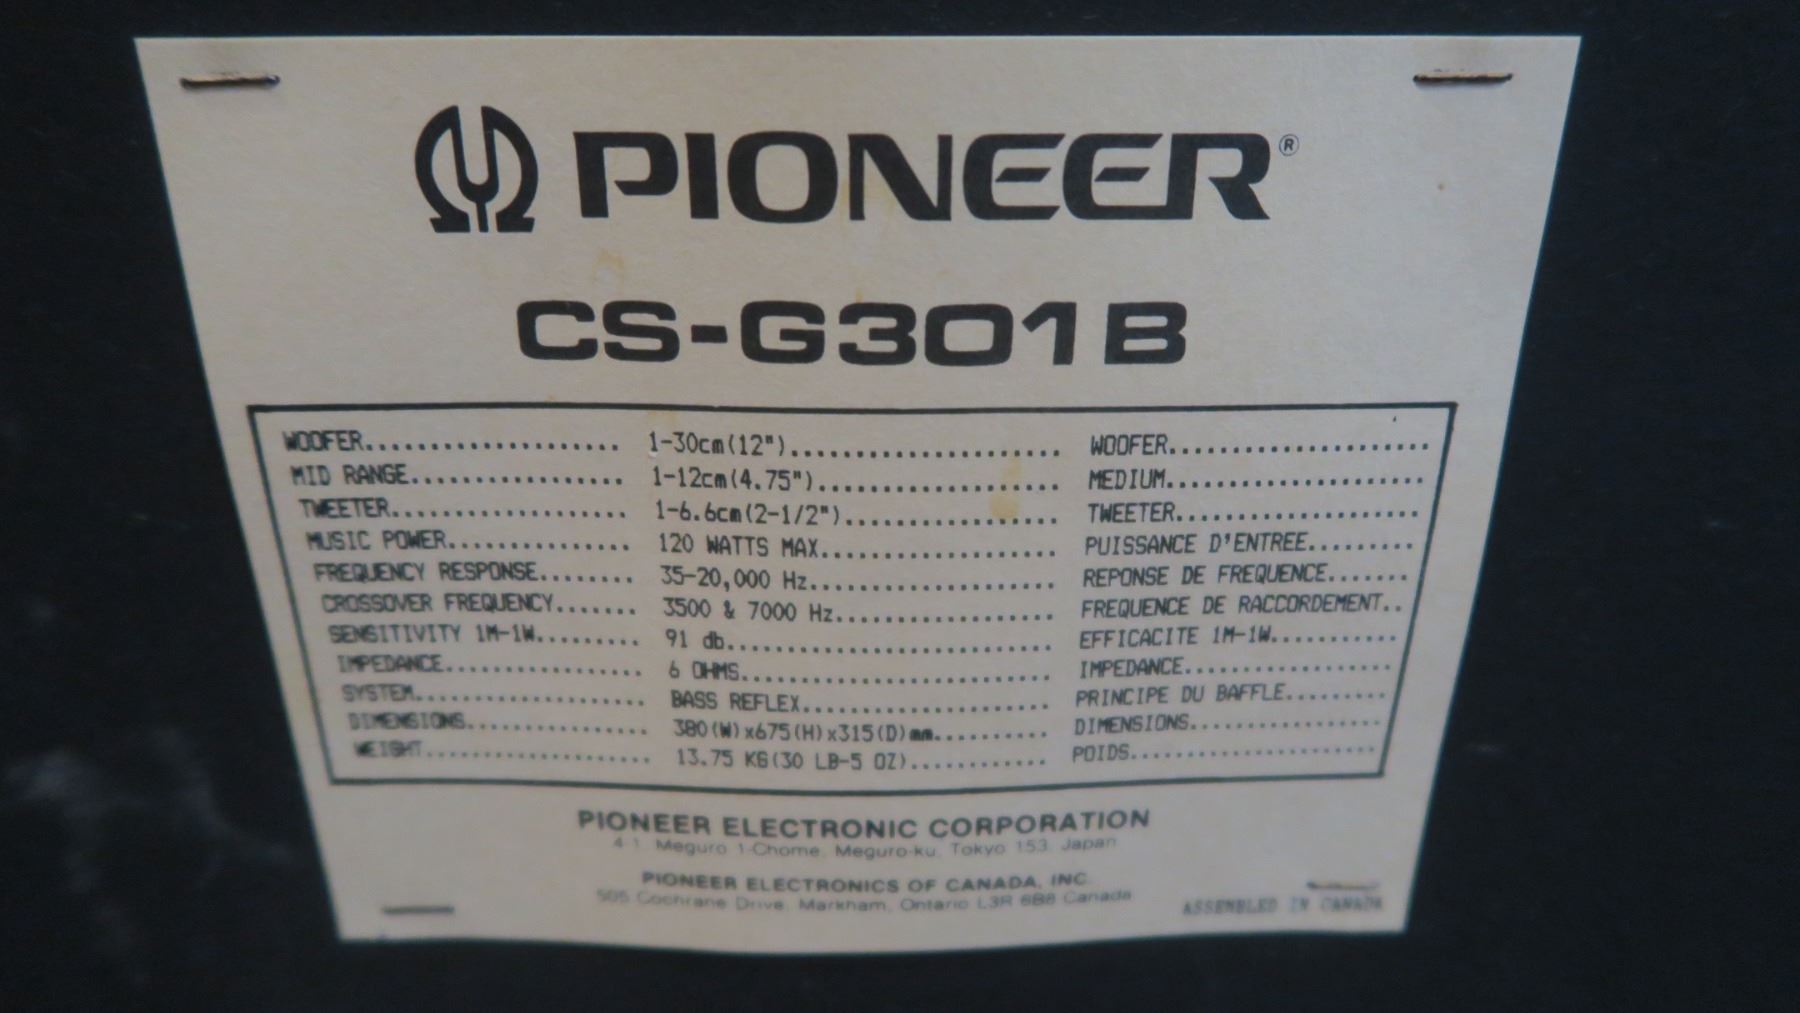 PIONEER®
CS-G301B
WOOFER.................... 1-30cm(12")..................... WOOFER....................
MID RANGE................. 1-12cm(4.75")................... MEDIUM....................
TWEETER................... 1-6.6cm(2-1/2")................. TWEETER...................
MUSIC POWER............... 120 WATTS MAX................... PUISSANCE D'ENTREE.........
FREQUENCY RESPONSE........ 35-20,000 Hz.................... REPONSE DE FREQUENCE.......
CROSSOVER FREQUENCY....... 3500 & 7000 Hz.................. FREQUENCE DE RACCORDEMENT..
SENSITIVITY 1M-1W......... 91 db........................... EFFICACITE 1M-1W...........
IMPEDANCE................. 6 OHMS.......................... IMPEDANCE..................
SYSTEM.................... BASS REFLEX..................... PRINCIPE DU BAFFLE.........
DIMENSIONS................ 380(W)x675(H)x315(D)mm.......... DIMENSIONS.................
WEIGHT.................... 13.75 KG(30 LB-5 OZ)............ POIDS......................
PIONEER ELECTRONIC CORPORATION
4-1, Meguro 1-Chome, Meguro-ku, Tokyo 153, Japan
PIONEER ELECTRONICS OF CANADA, INC.
505 Cochrane Drive, Markham, Ontario L3R 8B8 Canada
ASSEMBLED IN CANADA